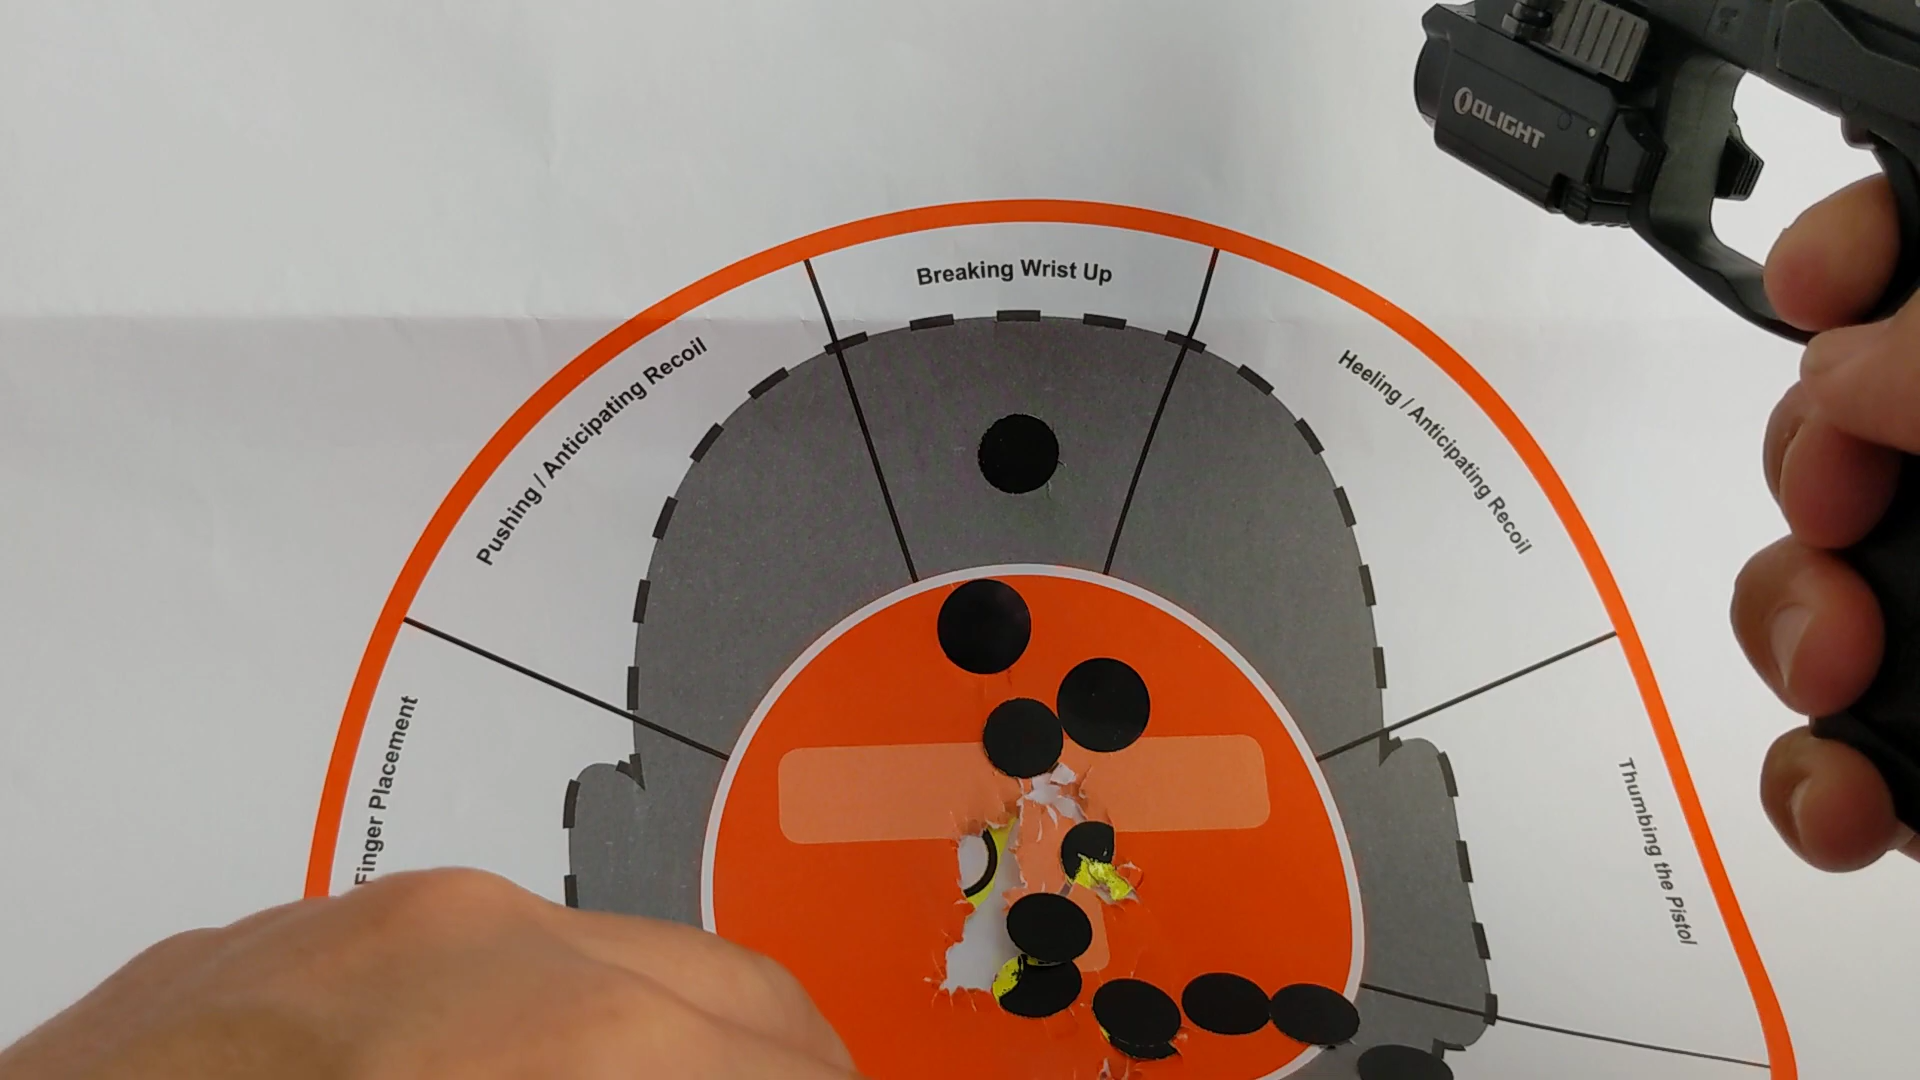 OLIGHT
Breaking Wrist Up
Pushing / Anticipating Recoil
Heeling / Anticipating Recoil
Finger Placement
Thumbing the Pistol